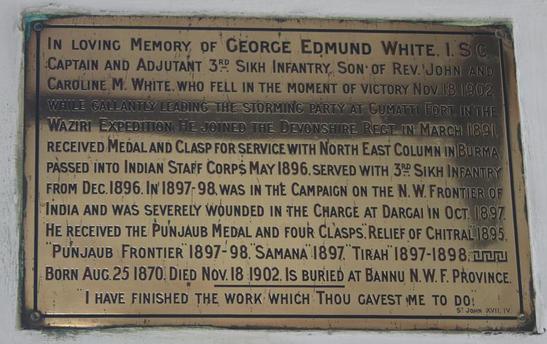 IN LOVING MEMORY OF GEORGE EDMUND WHITE, I.S.C.
CAPTAIN AND ADJUTANT 3RD SIKH INFANTRY, SON OF REV. JOHN AND
CAROLINE M. WHITE, WHO FELL IN THE MOMENT OF VICTORY NOV. 18 1902,
WHILE GALLANTLY LEADING THE STORMING PARTY AT GUMATTI FORT, IN THE
WAZIRI EXPEDITION. HE JOINED THE DEVONSHIRE REGT. IN MARCH 1891,
RECEIVED MEDAL AND CLASP FOR SERVICE WITH NORTH EAST COLUMN IN BURMA
PASSED INTO INDIAN STAFF CORPS MAY 1896, SERVED WITH 3RD SIKH INFANTRY
FROM DEC. 1896. IN 1897-98, WAS IN THE CAMPAIGN ON THE N.W. FRONTIER OF
INDIA AND WAS SEVERELY WOUNDED IN THE CHARGE AT DARGAI IN OCT. 1897.
HE RECEIVED THE PUNJAUB MEDAL AND FOUR CLASPS "RELIEF OF CHITRAL" 1895,
"PUNJAUB FRONTIER" 1897-98, "SAMANA" 1897, "TIRAH" 1897-1898.
BORN AUG. 25 1870. DIED NOV. 18 1902. IS BURIED AT BANNU N.W.F. PROVINCE.
"I HAVE FINISHED THE WORK WHICH THOU GAVEST ME TO DO."
ST JOHN XVII. IV.